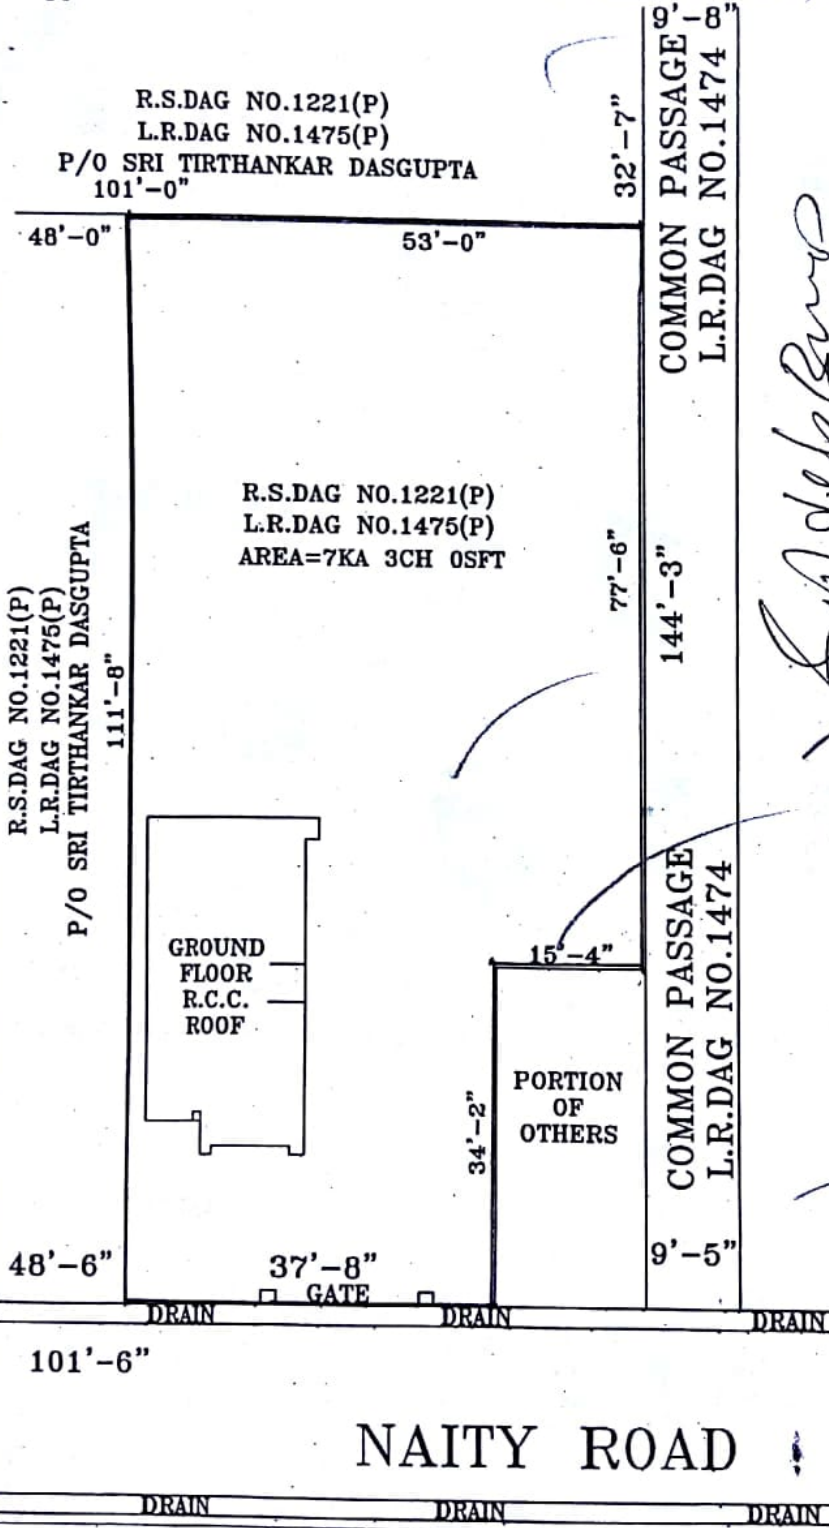 9'-8"
COMMON PASSAGE
L.R.DAG NO.1474
R.S.DAG NO.1221(P)
L.R.DAG NO.1475(P)
P/O SRI TIRTHANKAR DASGUPTA
101'-0"
32'-7"
48'-0"
53'-0"
R.S.DAG NO.1221(P)
L.R.DAG NO.1475(P)
AREA=7KA 3CH 0SFT
R.S.DAG NO.1221(P)
L.R.DAG NO.1475(P)
P/O SRI TIRTHANKAR DASGUPTA
111'-8"
77'-6"
144'-3"
GROUND
FLOOR
R.C.C.
ROOF
15'-4"
COMMON PASSAGE
L.R.DAG NO.1474
PORTION
OF
OTHERS
34'-2"
48'-6"
37'-8"
GATE
9'-5"
DRAIN DRAIN DRAIN
101'-6"
NAITY ROAD
DRAIN DRAIN DRAIN